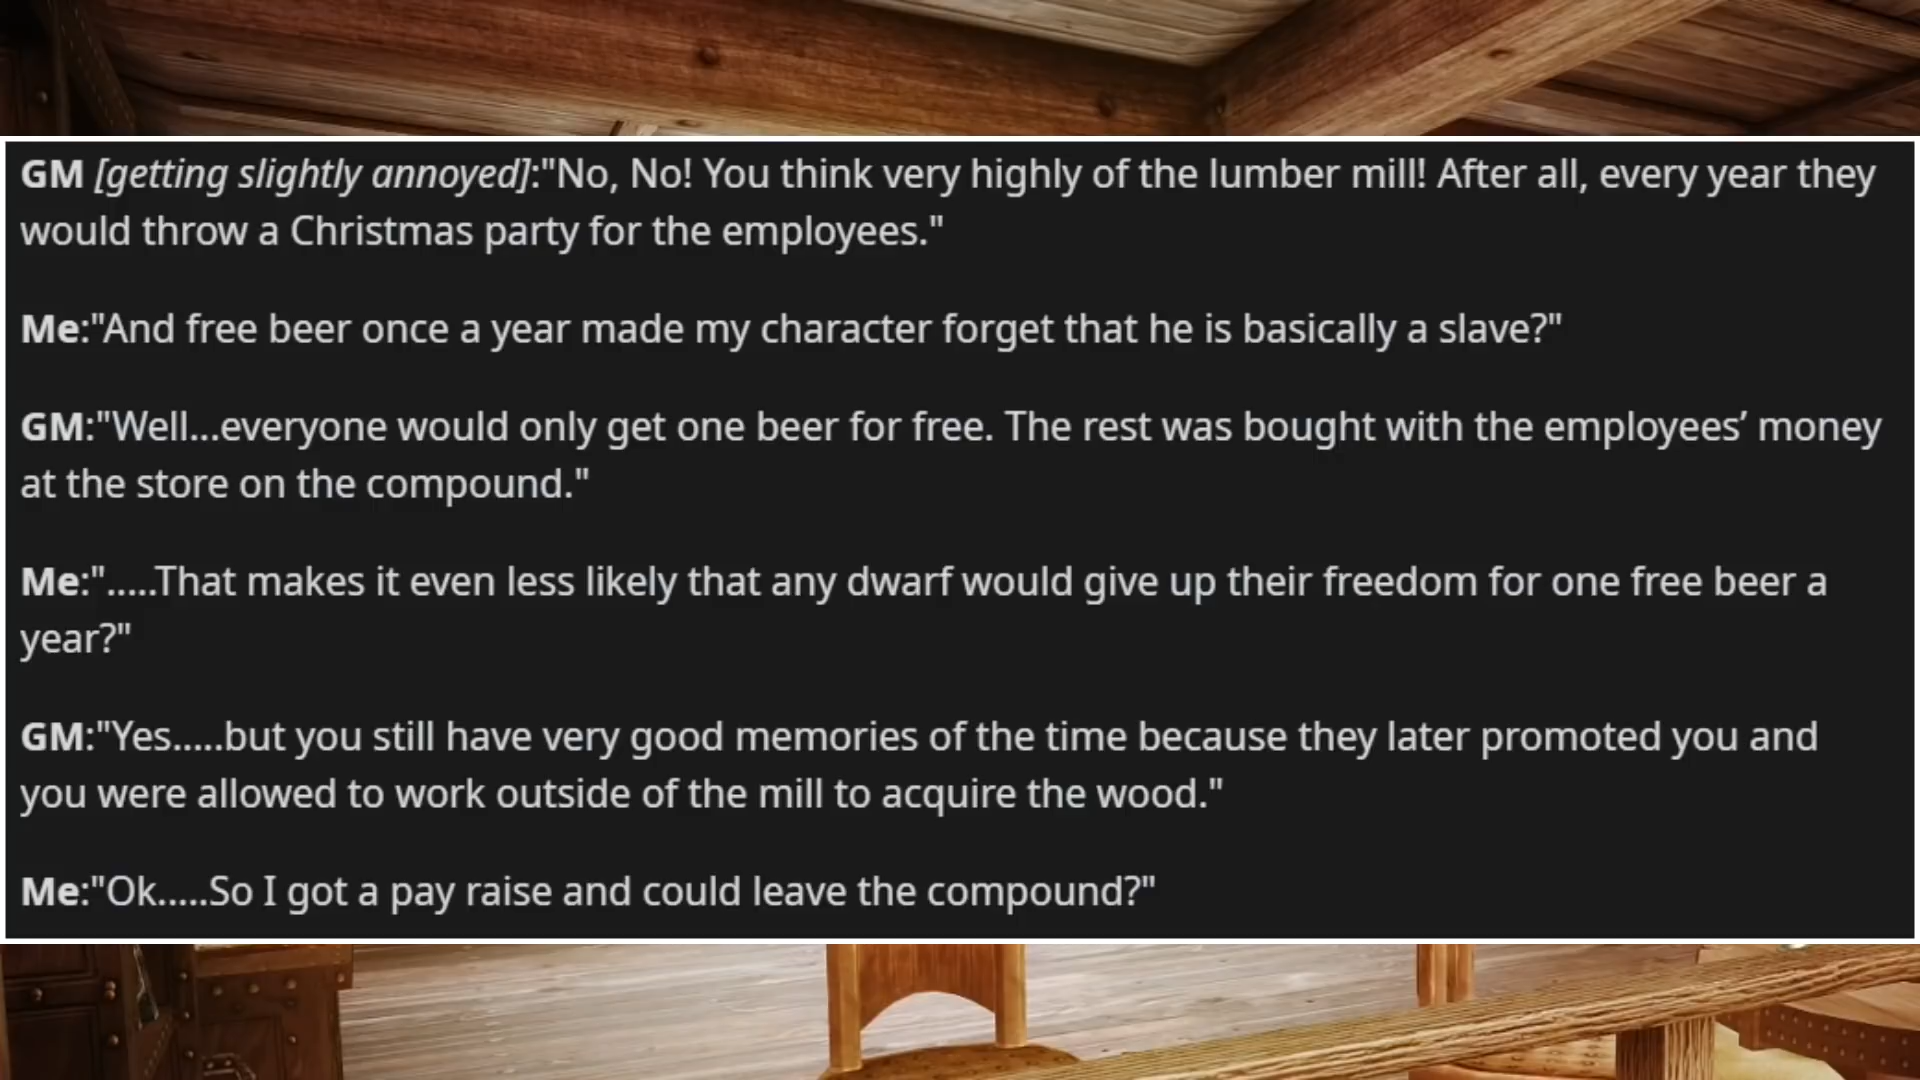 GM [getting slightly annoyed]:"No, No! You think very highly of the lumber mill! After all, every year they
would throw a Christmas party for the employees."
Me:"And free beer once a year made my character forget that he is basically a slave?"
GM:"Well...everyone would only get one beer for free. The rest was bought with the employees’ money
at the store on the compound."
Me:".....That makes it even less likely that any dwarf would give up their freedom for one free beer a
year?"
GM:"Yes.....but you still have very good memories of the time because they later promoted you and
you were allowed to work outside of the mill to acquire the wood."
Me:"Ok.....So I got a pay raise and could leave the compound?"